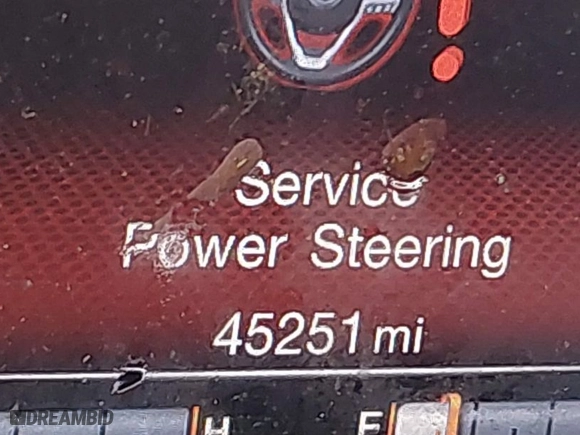 Service
Power Steering
45251 mi
H F
DREAMBID